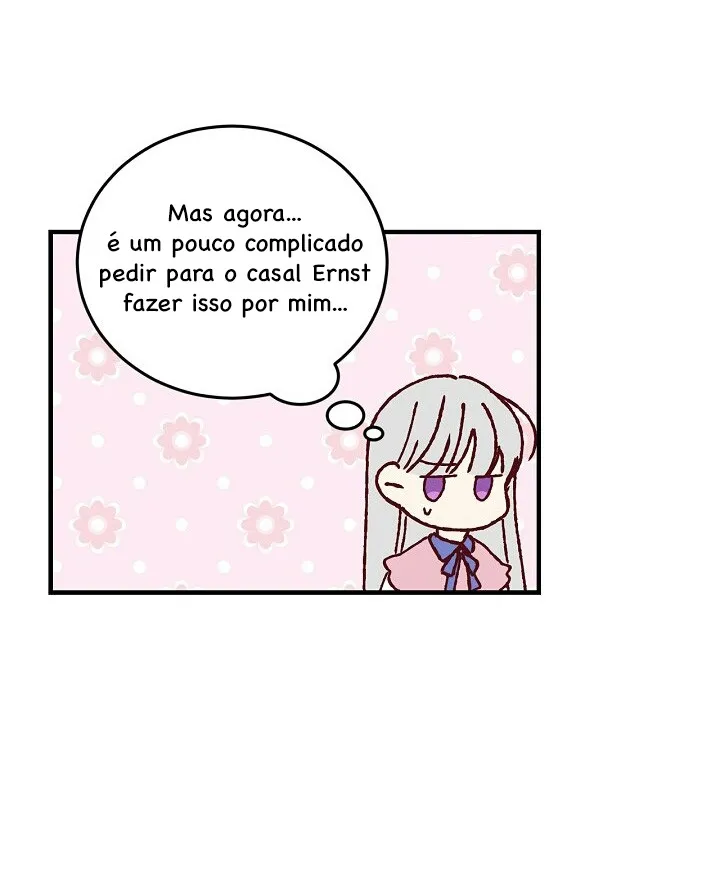 Mas agora...
é um pouco complicado
pedir para o casal Ernst
fazer isso por mim...